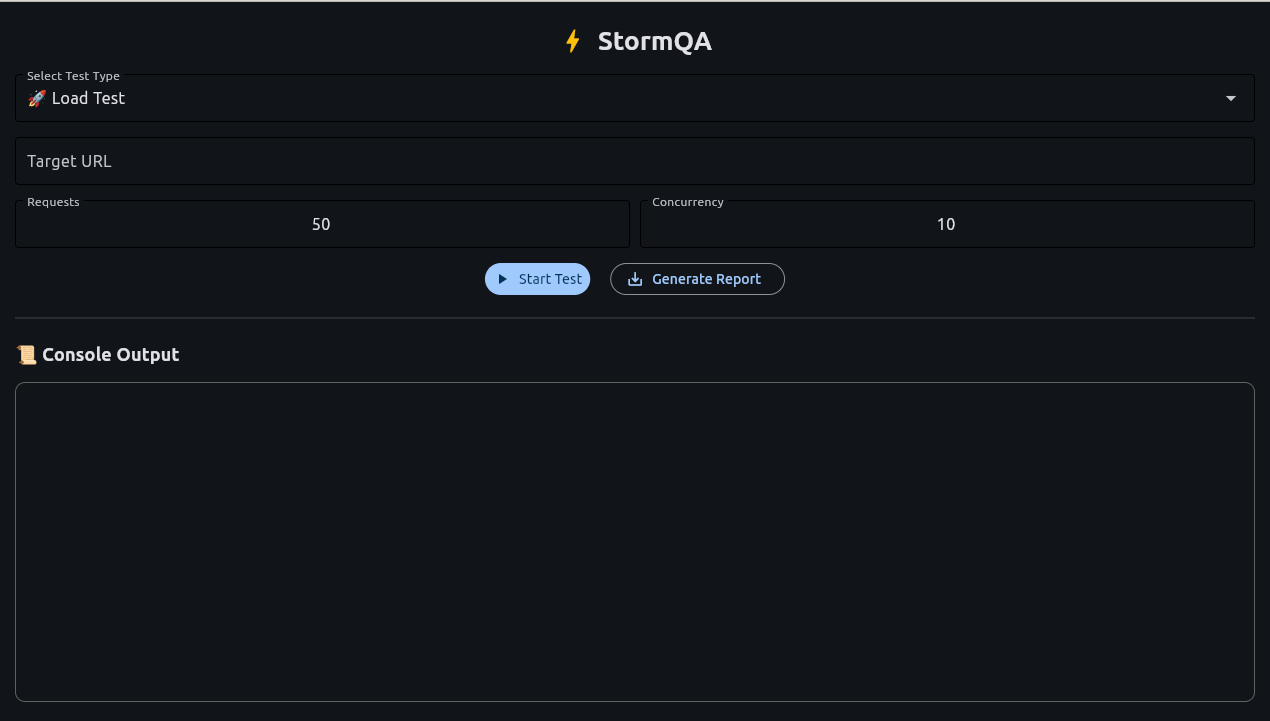 ⚡ StormQA
Select Test Type
🚀 Load Test
Target URL
Requests
50
Concurrency
10
Start Test
Generate Report
📜 Console Output